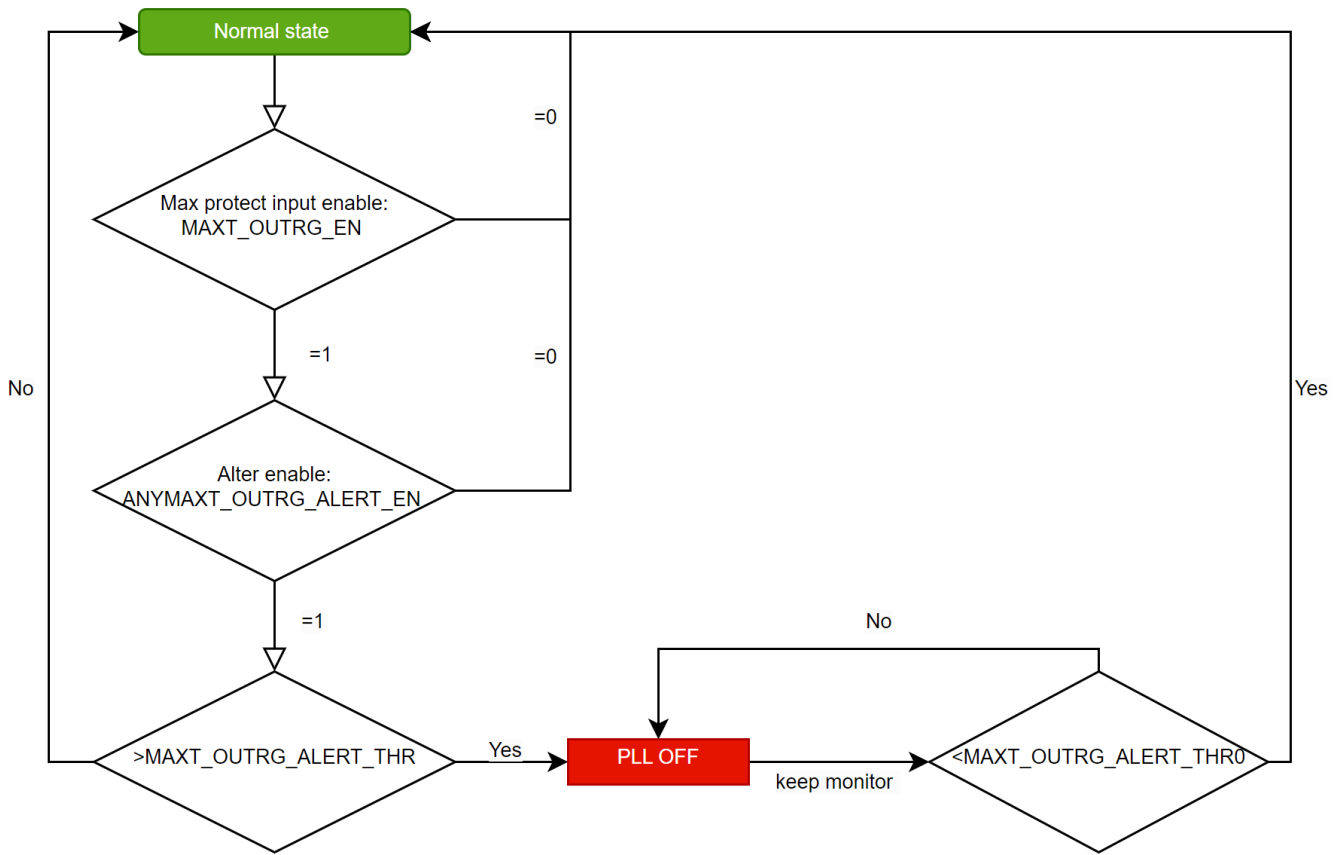 Normal state
=0
Max protect input enable:
MAXT_OUTRG_EN
=1
=0
No
Yes
Alter enable:
ANYMAXT_OUTRG_ALERT_EN
=1
No
>MAXT_OUTRG_ALERT_THR
Yes
PLL OFF
keep monitor
<MAXT_OUTRG_ALERT_THR0